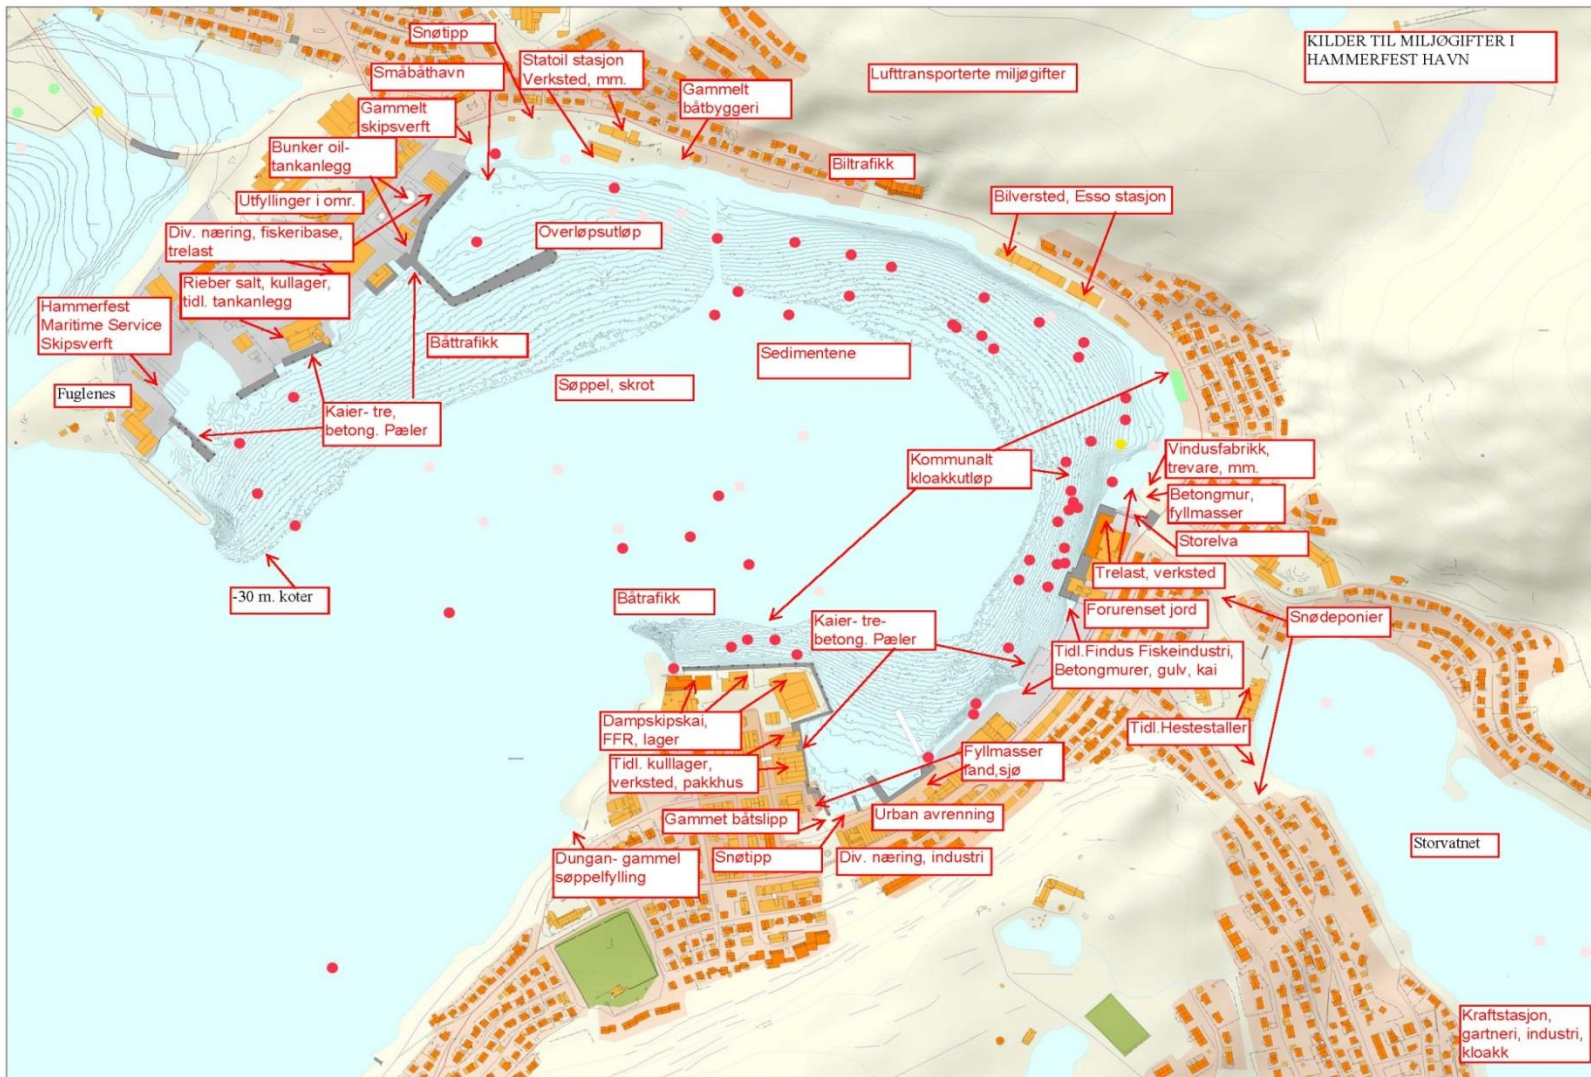 KILDER TIL MILJØGIFTER I
HAMMERFEST HAVN
Snøtipp
Småbåthavn
Statoil stasjon
Verksted, mm.
Lufttransporterte miljøgifter
Gammelt
båtbyggeri
Gammelt
skipsverft
Bunker oil-
tankanlegg
Biltrafikk
Bilversted, Esso stasjon
Utfyllinger i omr.
Div. næring, fiskeribase,
trelast
Overløpsutløp
Rieber salt, kullager,
tidl. tankanlegg
Hammerfest
Maritime Service
Skipsverft
Båttrafikk
Sedimentene
Fuglenes
Søppel, skrot
Kaier- tre,
betong. Pæler
Kommunalt
kloakkutløp
Vindusfabrikk,
trevare, mm.
Betongmur,
fyllmasser
Storelva
Trelast, verksted
-30 m. koter
Båtrafikk
Forurenset jord
Snødeponier
Kaier- tre-
betong. Pæler
Tidl.Findus Fiskeindustri,
Betongmurer, gulv, kai
Dampskipskai,
FFR, lager
Tidl.Hestestaller
Tidl. kulllager,
verksted, pakkhus
Fyllmasser
land,sjø
Gammet båtslipp
Urban avrenning
Dungan- gammel
søppelfylling
Snøtipp
Div. næring, industri
Storvatnet
Kraftstasjon,
gartneri, industri,
kloakk